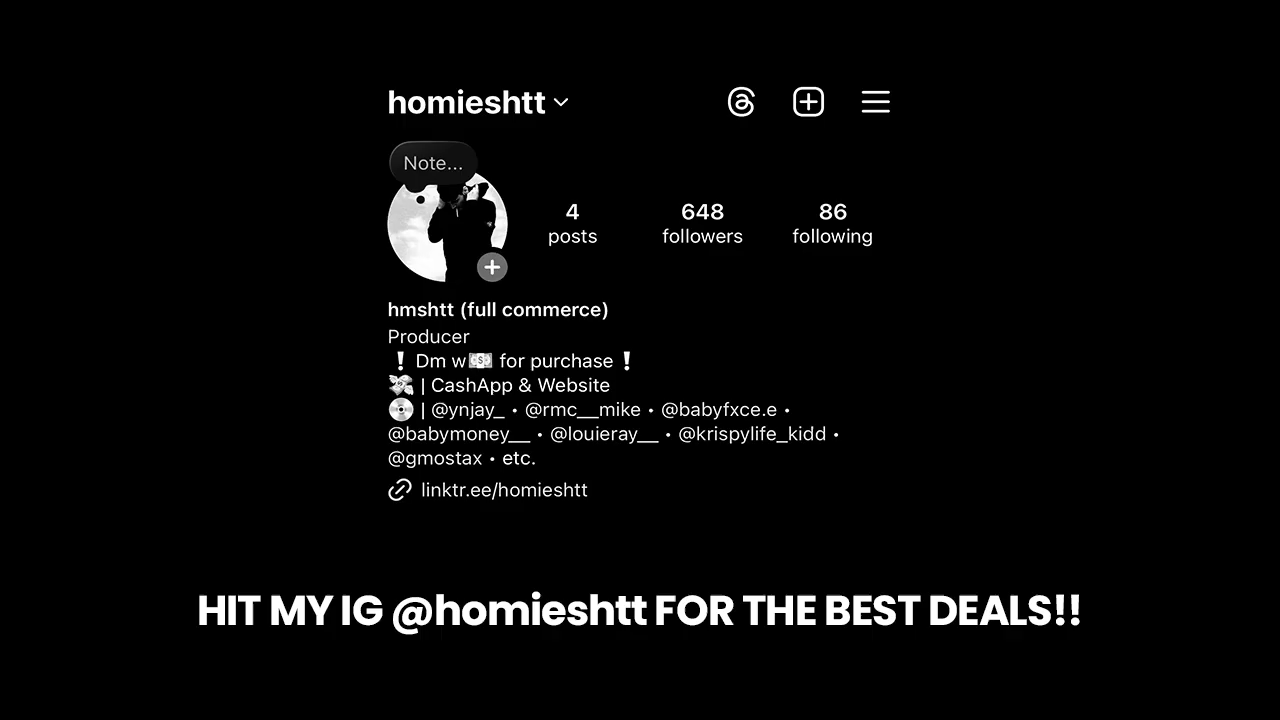 homieshtt
Note...
4 648 86
posts followers following
hmshtt (full commerce)
Producer
❕ Dm w💵 for purchase ❕
💸 | CashApp & Website
💿 | @ynjay_ • @rmc__mike • @babyfxce.e •
@babymoney__ • @louieray__ • @krispylife_kidd •
@gmostax • etc.
linktr.ee/homieshtt
HIT MY IG @homieshtt FOR THE BEST DEALS!!